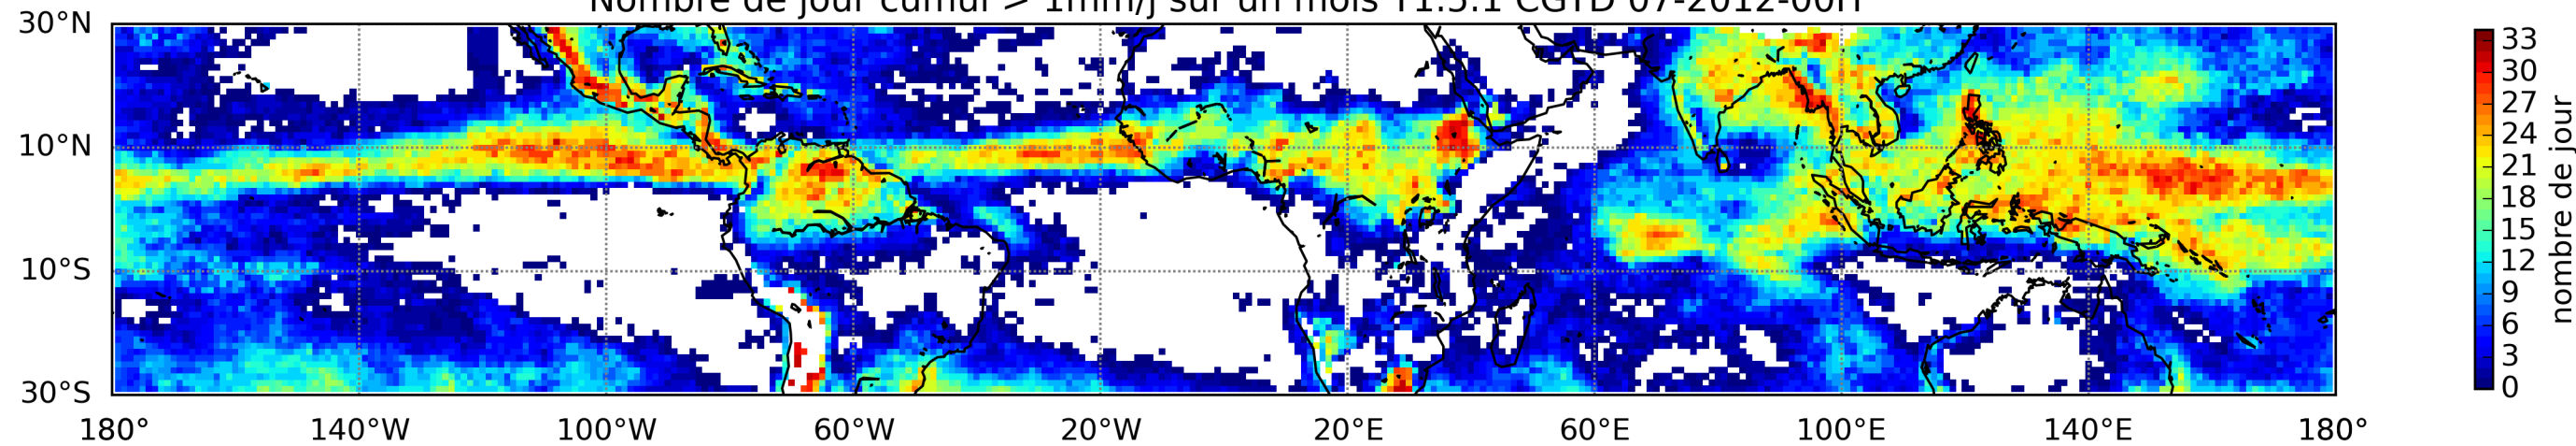 Nombre de jour cumul > 1mm/j sur un mois T1.5.1 CGTD 07-2012-00H
30°N
10°N
10°S
30°S
180° 140°W 100°W 60°W 20°W 20°E 60°E 100°E 140°E 180°
33
30
27
24
21
18
15
12
9
6
3
0
nombre de jour